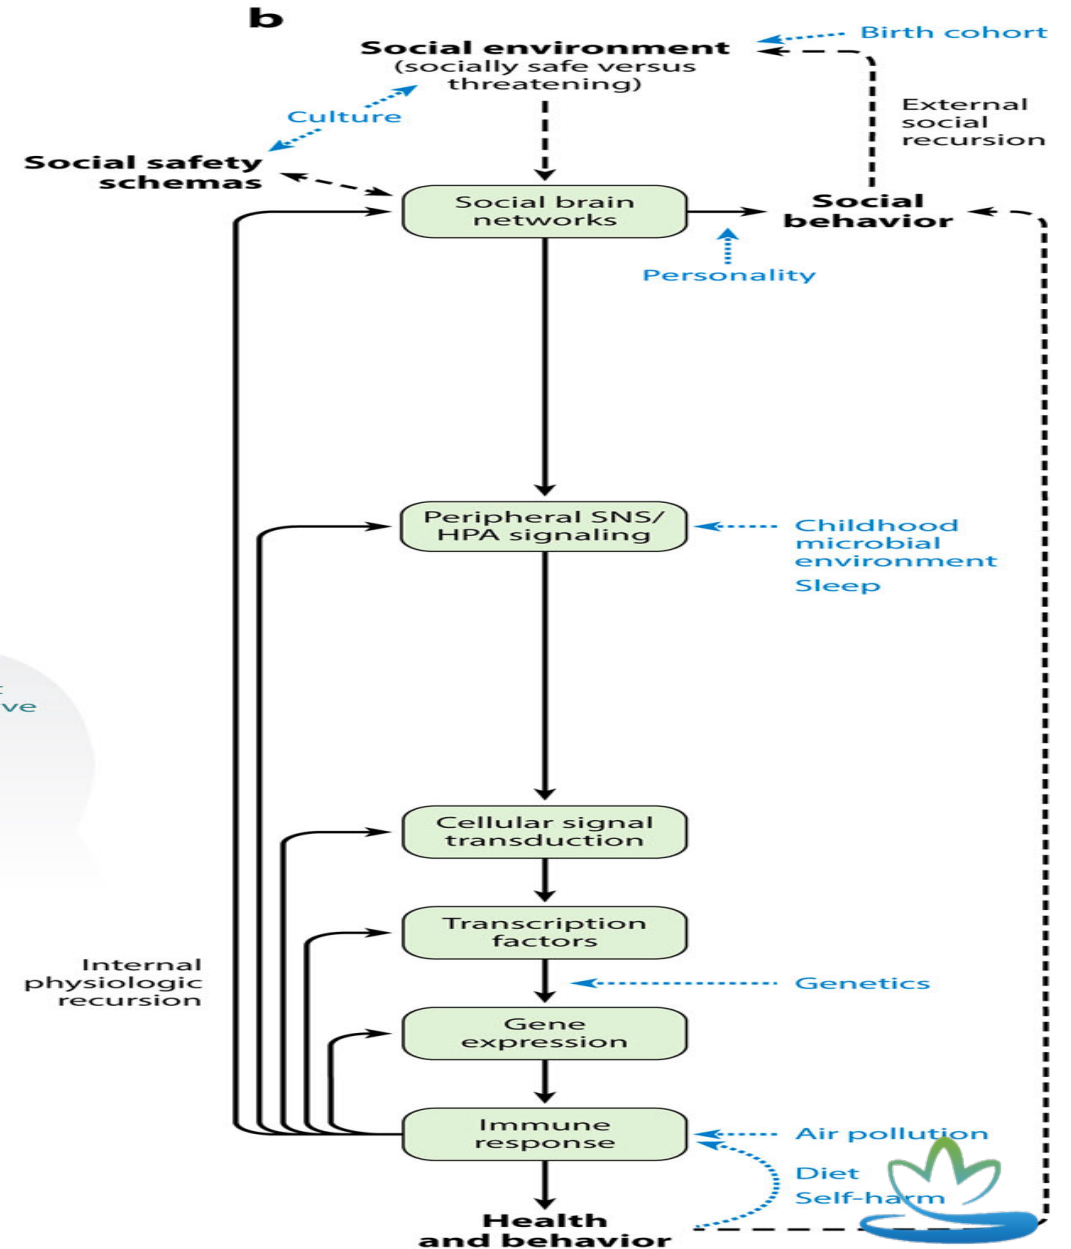 b
Birth cohort
Social environment
(socially safe versus
threatening)
External
social
recursion
Culture
Social safety
schemas
Social brain
networks
Social
behavior
Personality
Peripheral SNS/
HPA signaling
Childhood
microbial
environment
Sleep
ve
Cellular signal
transduction
Transcription
factors
Internal
physiologic
recursion
Genetics
Gene
expression
Immune
response
Air pollution
Diet
Self-harm
Health
and behavior